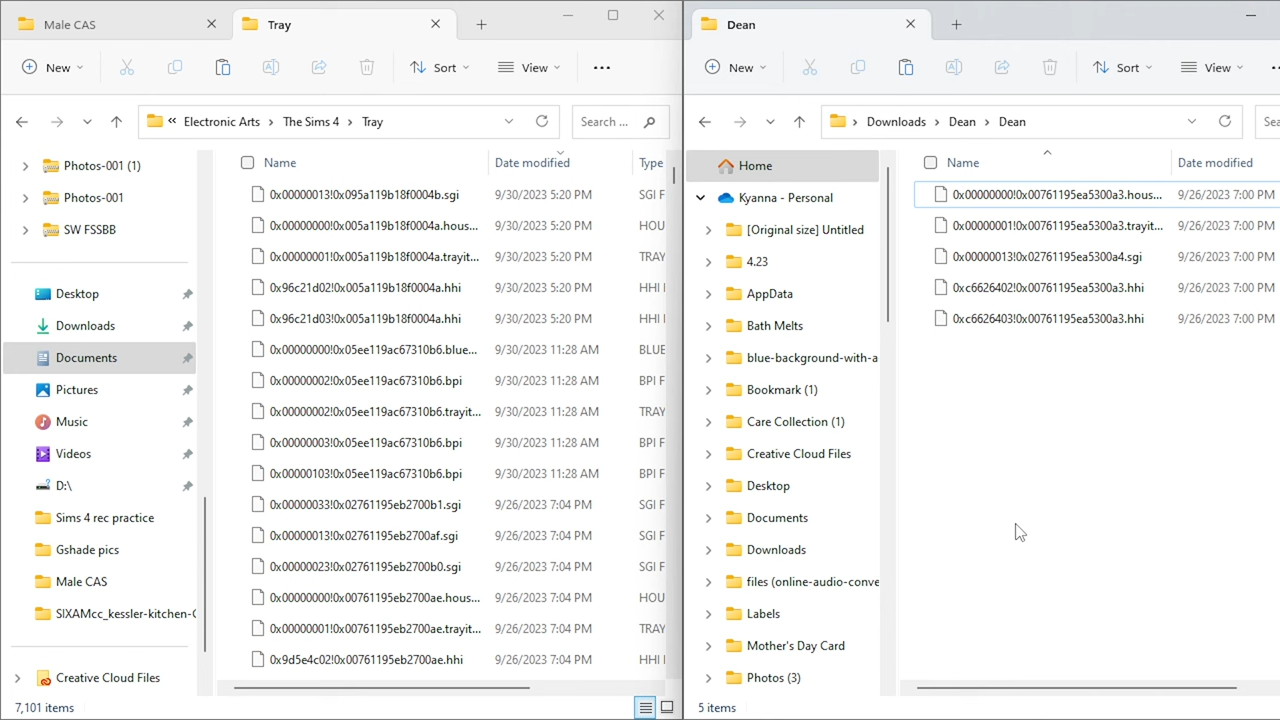 Male CAS
Tray
New
Sort
View
Electronic Arts
The Sims 4
Tray
Search ...
Photos-001 (1)
Photos-001
SW FSSBB
Desktop
Downloads
Documents
Pictures
Music
Videos
D:\
Sims 4 rec practice
Gshade pics
Male CAS
SIXAMcc_kessler-kitchen-
Creative Cloud Files
Name Date modified Type
0x00000013!0x095a119b18f0004b.sgi 9/30/2023 5:20 PM SGI F
0x00000000!0x005a119b18f0004a.hous... 9/30/2023 5:20 PM HOU
0x00000001!0x005a119b18f0004a.trayit... 9/30/2023 5:20 PM TRAY
0x96c21d02!0x005a119b18f0004a.hhi 9/30/2023 5:20 PM HHI F
0x96c21d03!0x005a119b18f0004a.hhi 9/30/2023 5:20 PM HHI F
0x00000000!0x05ee119ac67310b6.blue... 9/30/2023 11:28 AM BLUE
0x00000002!0x05ee119ac67310b6.bpi 9/30/2023 11:28 AM BPI F
0x00000002!0x05ee119ac67310b6.trayit... 9/30/2023 11:28 AM TRAY
0x00000003!0x05ee119ac67310b6.bpi 9/30/2023 11:28 AM BPI F
0x00000103!0x05ee119ac67310b6.bpi 9/30/2023 11:28 AM BPI F
0x00000033!0x02761195eb2700b1.sgi 9/26/2023 7:04 PM SGI F
0x00000013!0x02761195eb2700af.sgi 9/26/2023 7:04 PM SGI F
0x00000023!0x02761195eb2700b0.sgi 9/26/2023 7:04 PM SGI F
0x00000000!0x00761195eb2700ae.hous... 9/26/2023 7:04 PM HOU
0x00000001!0x00761195eb2700ae.trayit... 9/26/2023 7:04 PM TRAY
0x9d5e4c02!0x00761195eb2700ae.hhi 9/26/2023 7:04 PM HHI F
7,101 items
Dean
New
Sort
View
Downloads
Dean
Dean
Sea
Home
Kyanna - Personal
[Original size] Untitled
4.23
AppData
Bath Melts
blue-background-with-a
Bookmark (1)
Care Collection (1)
Creative Cloud Files
Desktop
Documents
Downloads
files (online-audio-conve
Labels
Mother's Day Card
Photos (3)
Name Date modified
0x00000000!0x00761195ea5300a3.hous... 9/26/2023 7:00 PM
0x00000001!0x00761195ea5300a3.trayit... 9/26/2023 7:00 PM
0x00000013!0x02761195ea5300a4.sgi 9/26/2023 7:00 PM
0xc6626402!0x00761195ea5300a3.hhi 9/26/2023 7:00 PM
0xc6626403!0x00761195ea5300a3.hhi 9/26/2023 7:00 PM
5 items